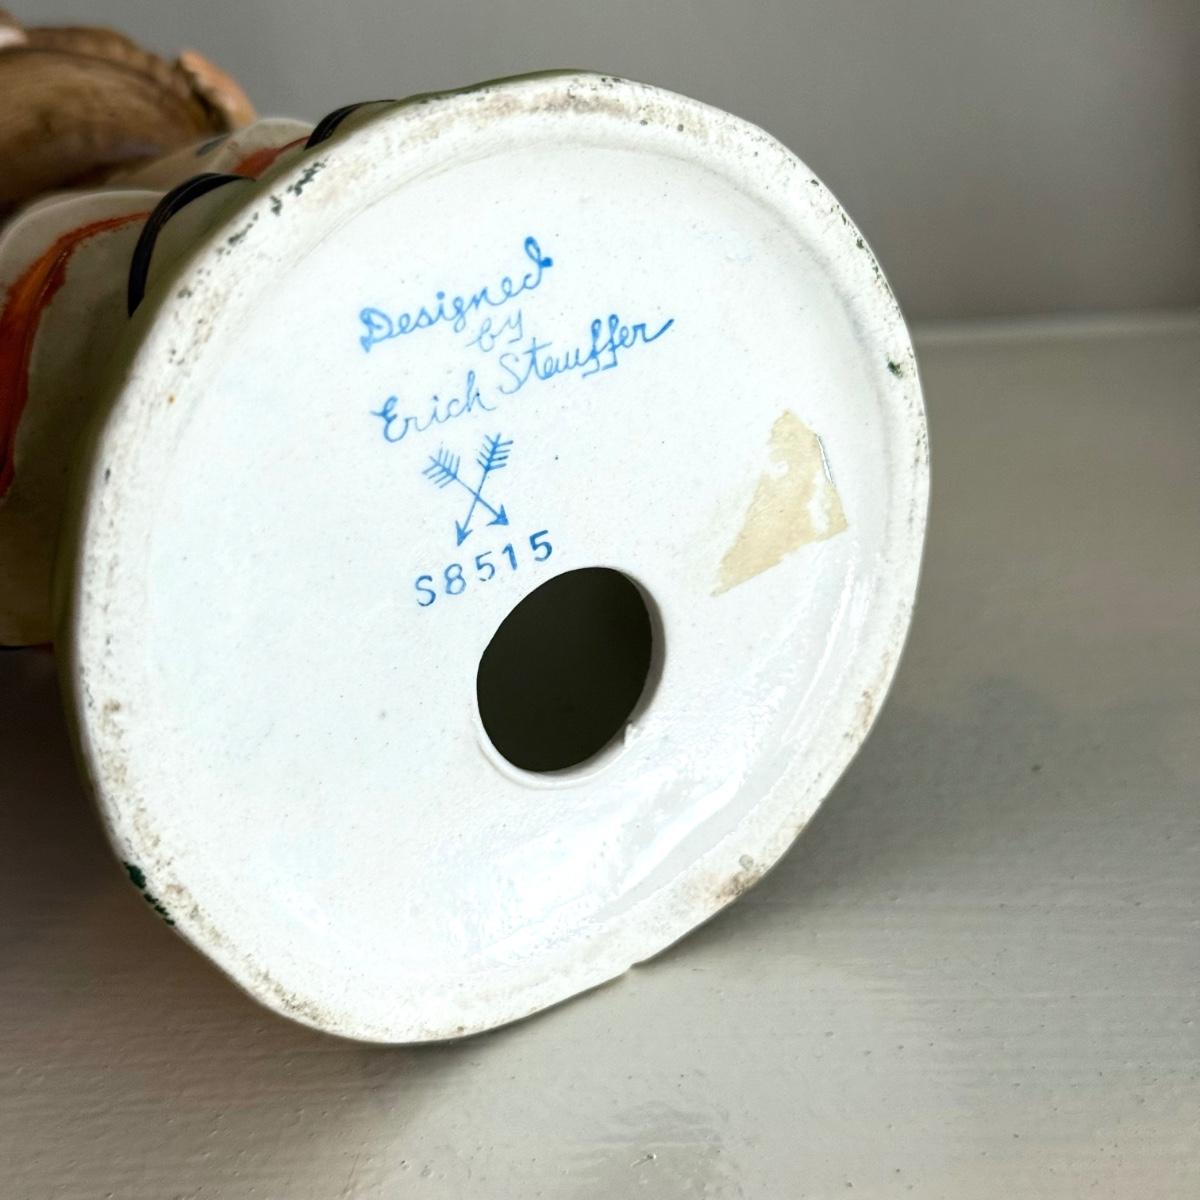 Designed
by
Erich Stauffer
S8515